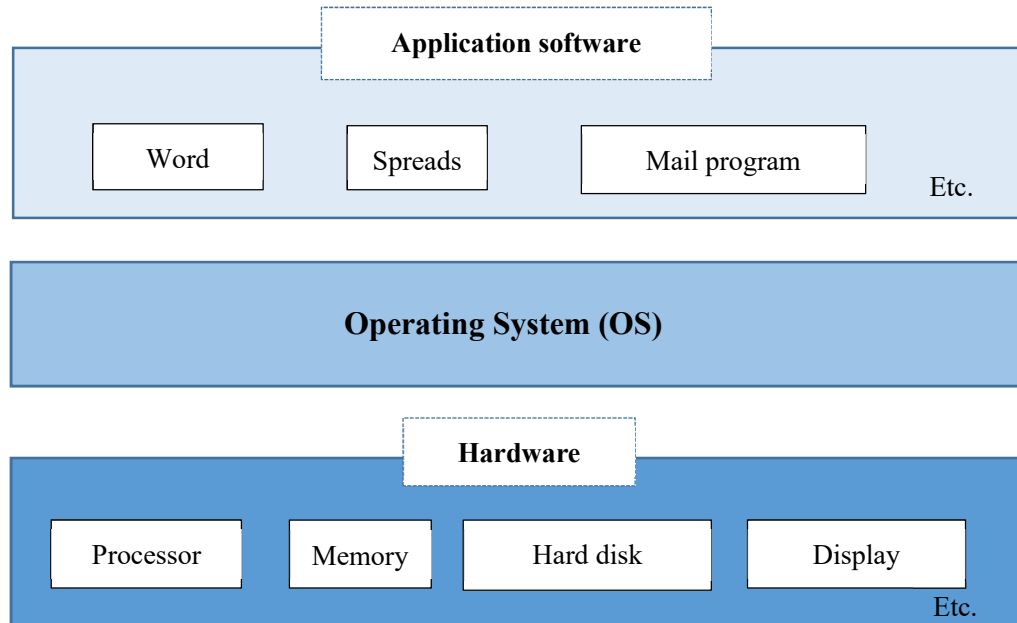 Application software
Word
Spreads
Mail program
Etc.
Operating System (OS)
Hardware
Processor
Memory
Hard disk
Display
Etc.